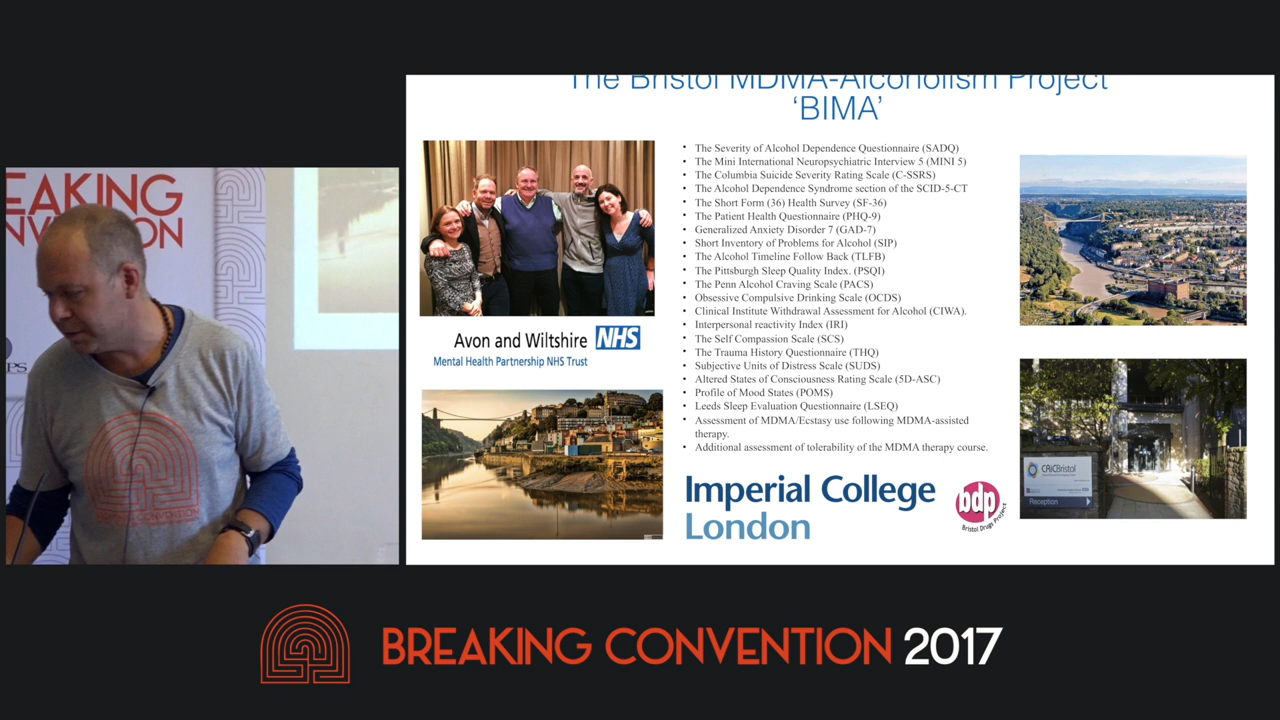 EAKING
NVENTION
PS
The Bristol MDMA-Alcoholism Project
‘BIMA’
Avon and Wiltshire NHS
Mental Health Partnership NHS Trust
• The Severity of Alcohol Dependence Questionnaire (SADQ)
• The Mini International Neuropsychiatric Interview 5 (MINI 5)
• The Columbia Suicide Severity Rating Scale (C-SSRS)
• The Alcohol Dependence Syndrome section of the SCID-5-CT
• The Short Form (36) Health Survey (SF-36)
• The Patient Health Questionnaire (PHQ-9)
• Generalized Anxiety Disorder 7 (GAD-7)
• Short Inventory of Problems for Alcohol (SIP)
• The Alcohol Timeline Follow Back (TLFB)
• The Pittsburgh Sleep Quality Index. (PSQI)
• The Penn Alcohol Craving Scale (PACS)
• Obsessive Compulsive Drinking Scale (OCDS)
• Clinical Institute Withdrawal Assessment for Alcohol (CIWA).
• Interpersonal reactivity Index (IRI)
• The Self Compassion Scale (SCS)
• The Trauma History Questionnaire (THQ)
• Subjective Units of Distress Scale (SUDS)
• Altered States of Consciousness Rating Scale (5D-ASC)
• Profile of Mood States (POMS)
• Leeds Sleep Evaluation Questionnaire (LSEQ)
• Assessment of MDMA/Ecstasy use following MDMA-assisted
therapy.
• Additional assessment of tolerability of the MDMA therapy course.
Imperial College
London
bdp
Bristol Drugs Project
CRiCBristol
Reception
BREAKING CONVENTION
BREAKING CONVENTION 2017